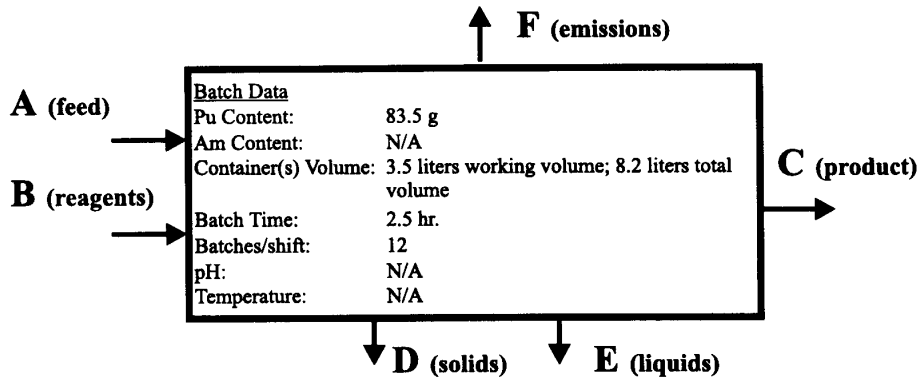 F (emissions)
A (feed)
B (reagents)
Batch Data
Pu Content: 83.5 g
Am Content: N/A
Container(s) Volume: 3.5 liters working volume; 8.2 liters total
volume
Batch Time: 2.5 hr.
Batches/shift: 12
pH: N/A
Temperature: N/A
C (product)
D (solids)
E (liquids)